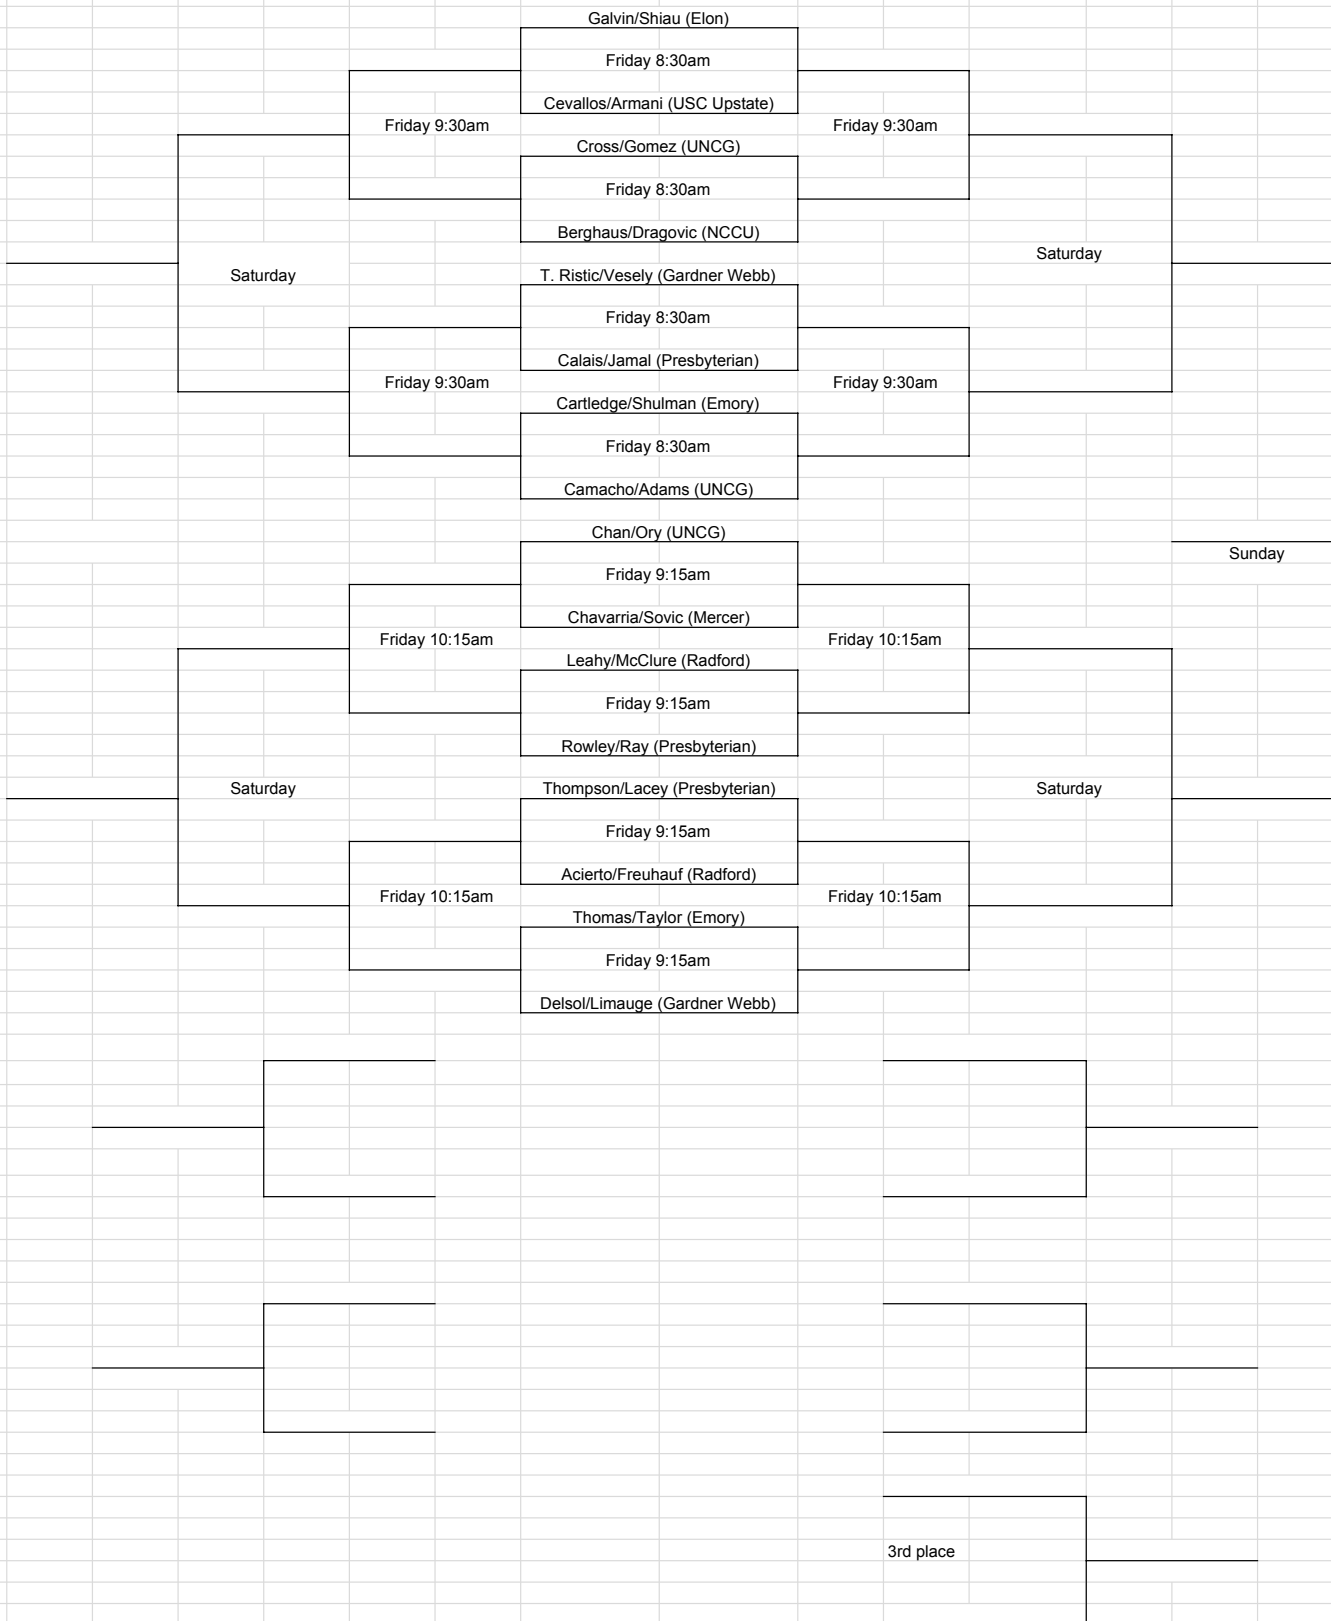 Galvin/Shiau (Elon)
Friday 8:30am
Cevallos/Armani (USC Upstate)
Friday 9:30am
Friday 9:30am
Cross/Gomez (UNCG)
Friday 8:30am
Berghaus/Dragovic (NCCU)
Saturday
Saturday
T. Ristic/Vesely (Gardner Webb)
Friday 8:30am
Calais/Jamal (Presbyterian)
Friday 9:30am
Friday 9:30am
Cartledge/Shulman (Emory)
Friday 8:30am
Camacho/Adams (UNCG)
Chan/Ory (UNCG)
Sunday
Friday 9:15am
Chavarria/Sovic (Mercer)
Friday 10:15am
Friday 10:15am
Leahy/McClure (Radford)
Friday 9:15am
Rowley/Ray (Presbyterian)
Saturday
Thompson/Lacey (Presbyterian)
Saturday
Friday 9:15am
Acierto/Freuhauf (Radford)
Friday 10:15am
Friday 10:15am
Thomas/Taylor (Emory)
Friday 9:15am
Delsol/Limauge (Gardner Webb)
3rd place